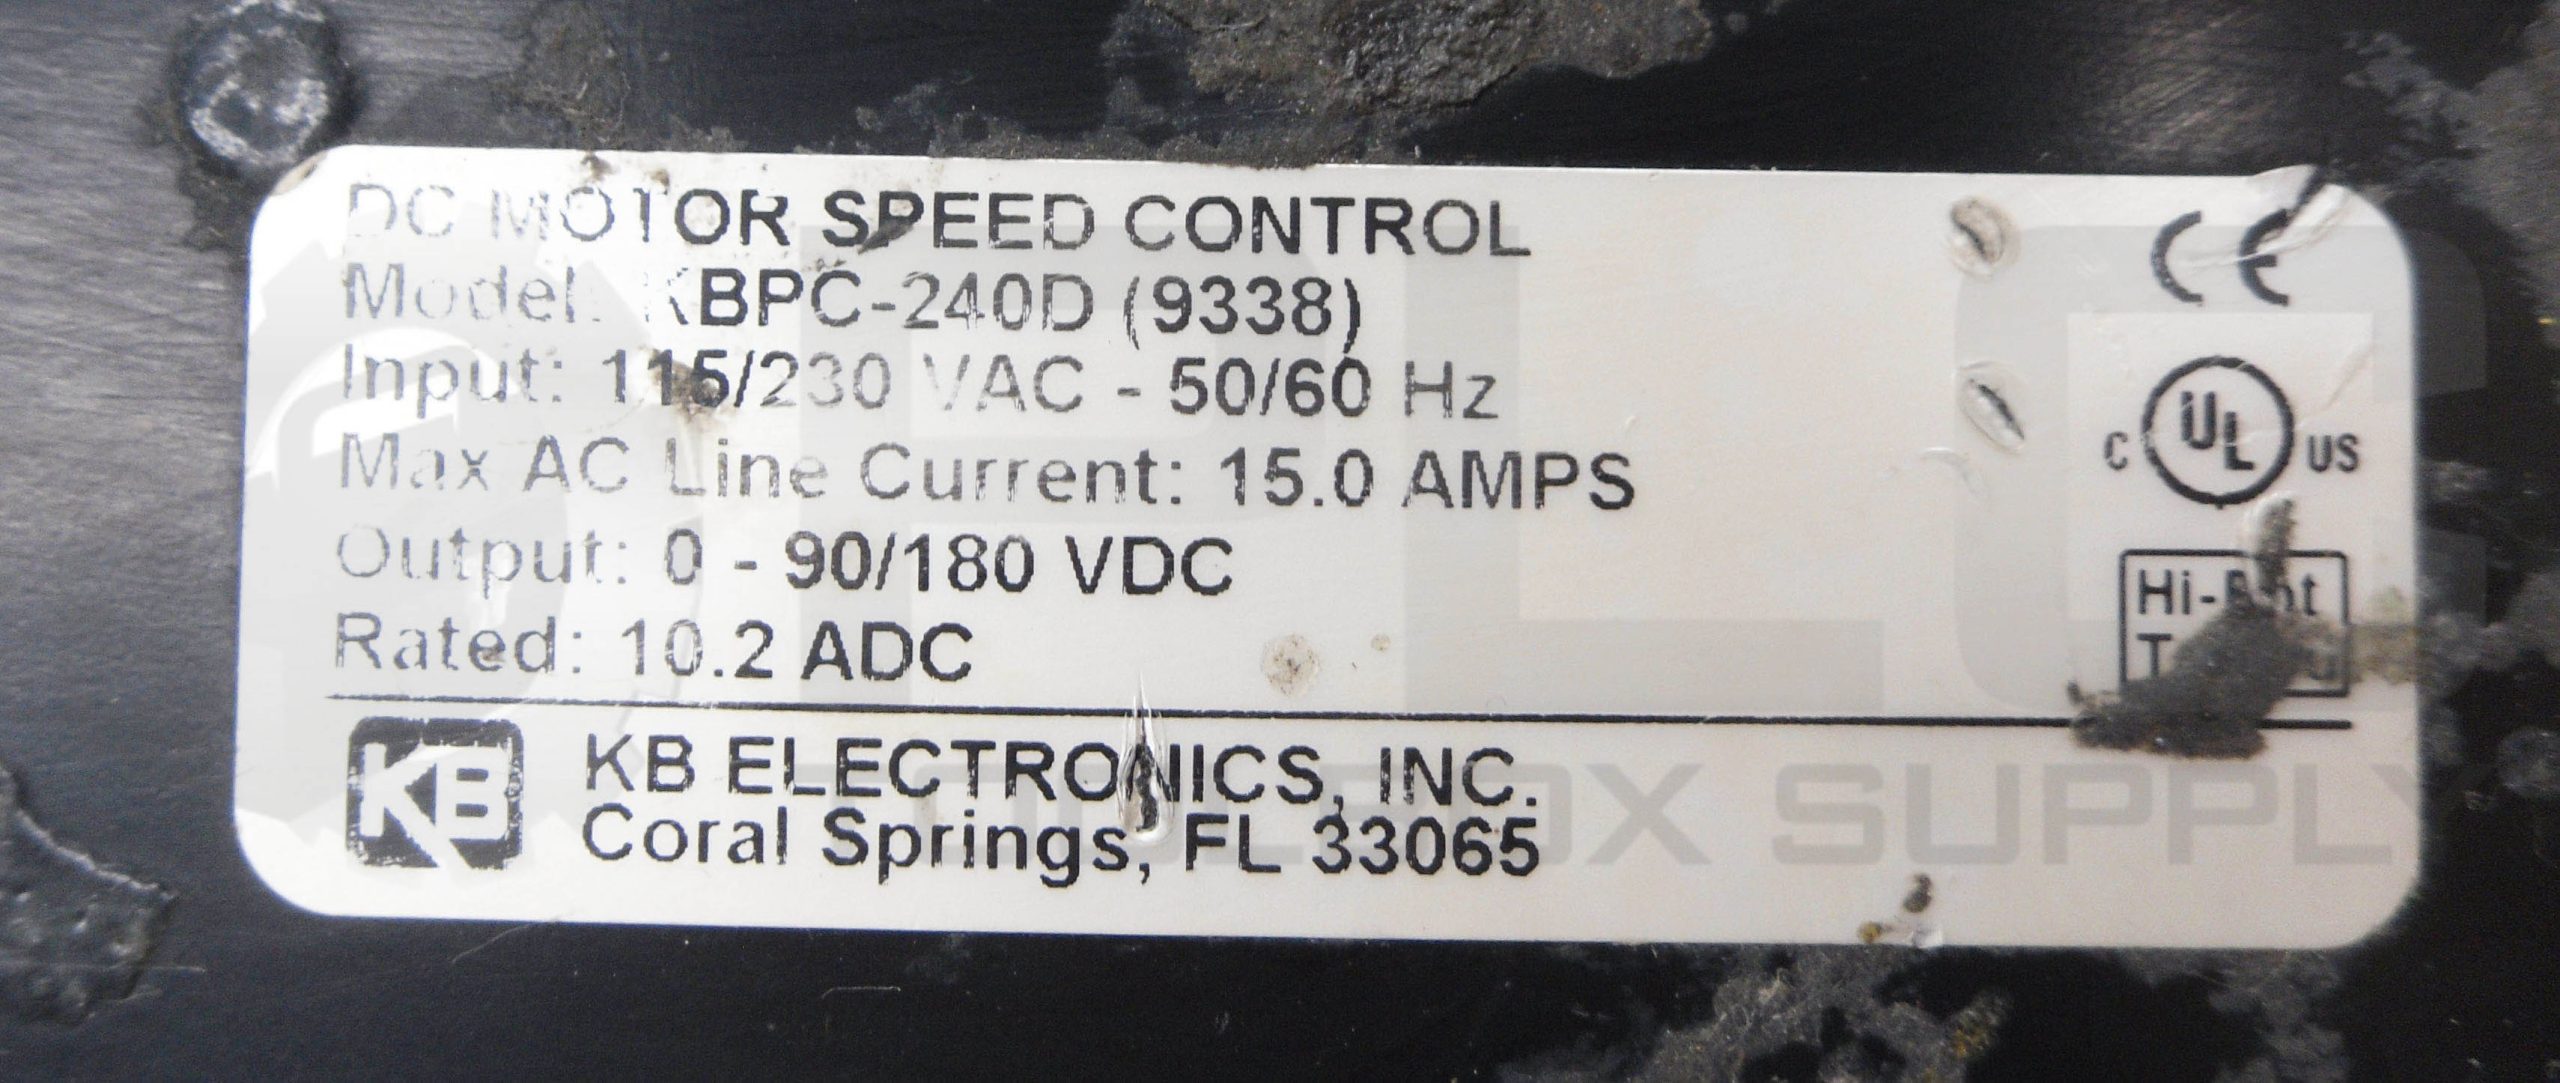 DC MOTOR SPEED CONTROL
Model: KBPC-240D (9338)
Input: 115/230 VAC - 50/60 Hz
Max AC Line Current: 15.0 AMPS
Output: 0 - 90/180 VDC
Rated: 10.2 ADC
CE
C UL US
KB
KB ELECTRONICS, INC.
Coral Springs, FL 33065
PLC
SUPPLY